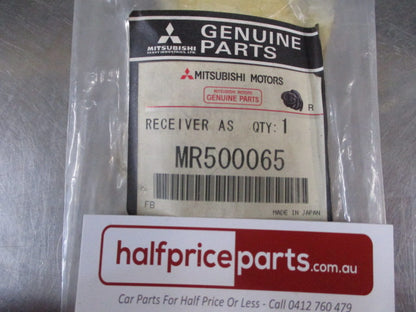 GENUINE
PARTS
MITSUBISHI
MITSUBISHI MOTORS
MITSUBISHI MOTORS
GENUINE PARTS
R
RECEIVER AS QTY:1
MR500065
FB
MADE IN JAPAN
halfpriceparts.com.au
Car Parts For Half Price Or Less - Call 0412 760 479